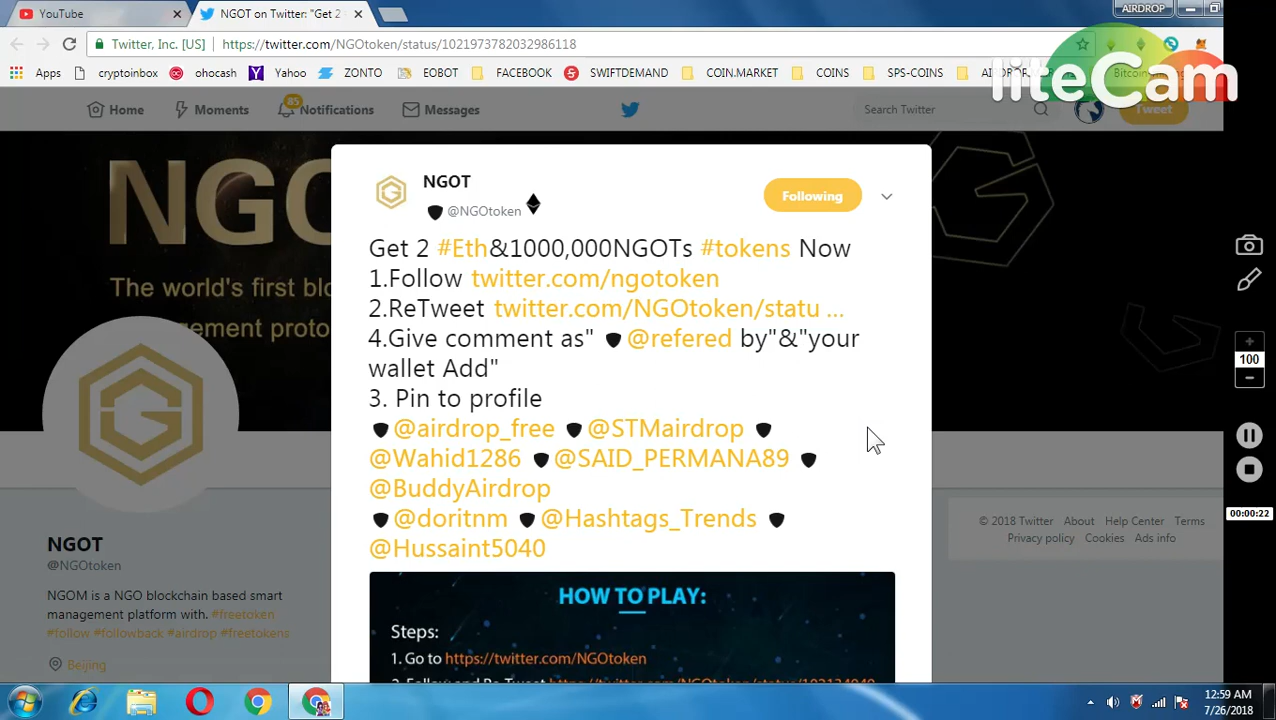 YouTube
NGOT on Twitter: "Get 2
AIRDROP
Twitter, Inc. [US]
https://twitter.com/NGOtoken/status/1021973782032986118
Apps
cryptoinbox
ohocash
Yahoo
ZONTO
EOBOT
FACEBOOK
SWIFTDEMAND
COIN.MARKET
COINS
SPS-COINS
liteCam
Home
Moments
85
Notifications
Messages
Search Twitter
Tweet
NGO
The world's first blo
NGOT
@NGOtoken
Following
Get 2 #Eth&1000,000NGOTs #tokens Now
1.Follow twitter.com/ngotoken
2.ReTweet twitter.com/NGOtoken/statu ...
4.Give comment as" @refered by"&"your
wallet Add"
3. Pin to profile
@airdrop_free @STMairdrop
@Wahid1286 @SAID_PERMANA89
@BuddyAirdrop
@doritnm @Hashtags_Trends
@Hussaint5040
HOW TO PLAY:
Steps:
1. Go to https://twitter.com/NGOtoken
NGOT
@NGOtoken
NGOM is a NGO blockchain based smart
management platform with. #freetoken
#follow #followback #airdrop #freetokens
Beijing
© 2018 Twitter About Help Center Terms
Privacy policy Cookies Ads info
100
00:00:22
12:59 AM
7/26/2018